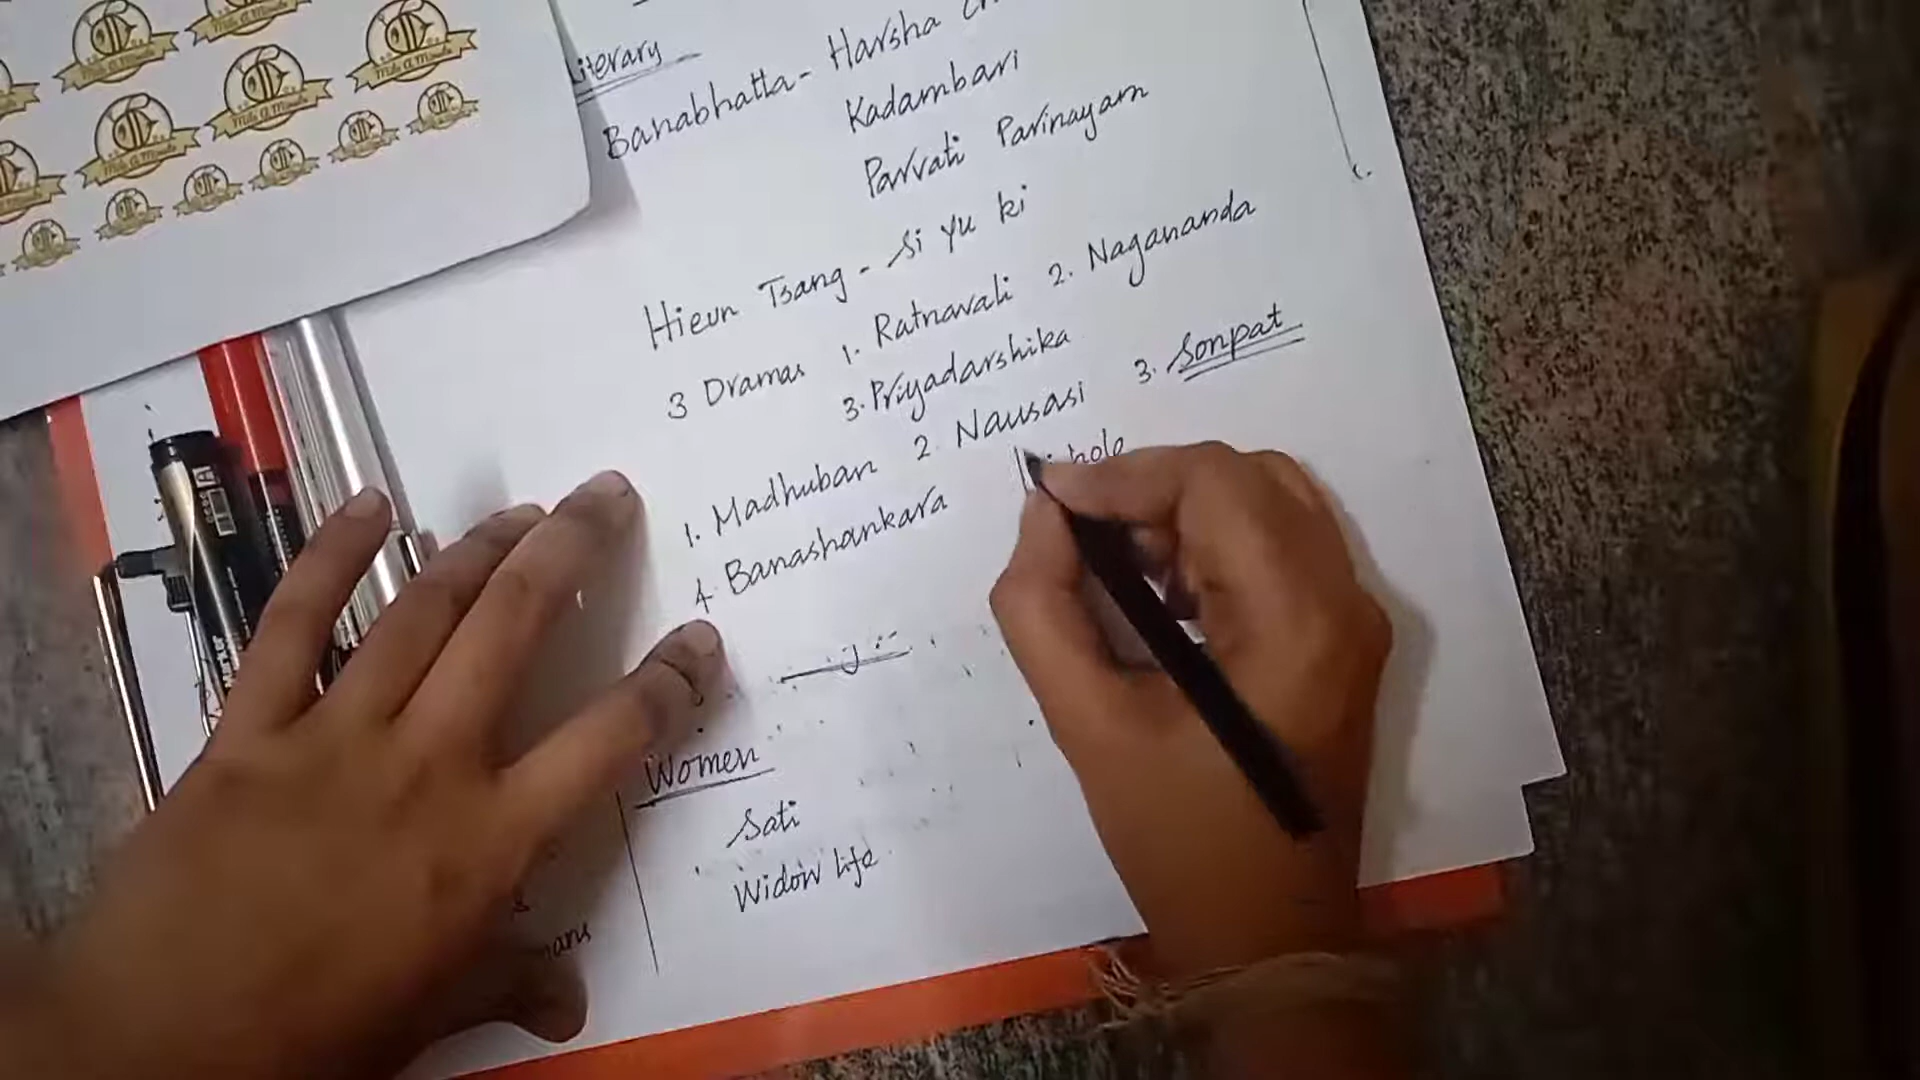 Literary
Banabhatta - Harsha
Kadambari
Parvati Parinayam
Hieun Tsang - Si yu ki
3 Dramas 1. Ratnavali 2. Nagananda
3. Priyadarshika
1. Madhuban 2. Nausasi 3. Sonpat
4. Banashankara
Women
Sati
Widow life